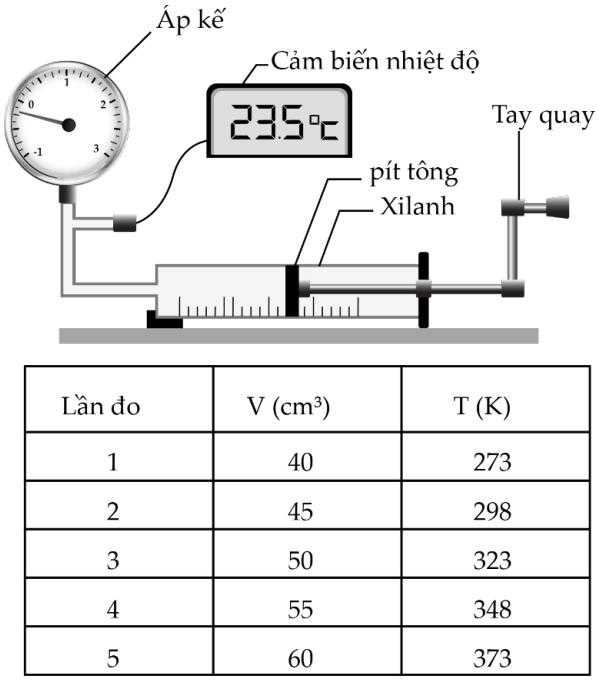 Áp kế
Cảm biến nhiệt độ
-1 0 1 2 3
23.5°c
Tay quay
pít tông
Xilanh
Lần đo V (cm³) T (K)
1 40 273
2 45 298
3 50 323
4 55 348
5 60 373